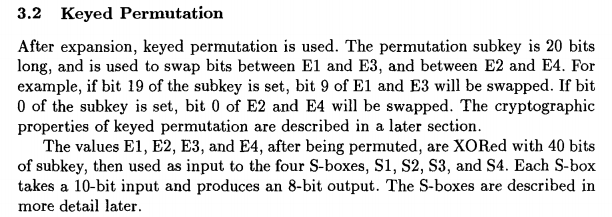 3.2 Keyed Permutation
After expansion, keyed permutation is used. The permutation subkey is 20 bits
long, and is used to swap bits between E1 and E3, and between E2 and E4. For
example, if bit 19 of the subkey is set, bit 9 of E1 and E3 will be swapped. If bit
0 of the subkey is set, bit 0 of E2 and E4 will be swapped. The cryptographic
properties of keyed permutation are described in a later section.
The values E1, E2, E3, and E4, after being permuted, are XORed with 40 bits
of subkey, then used as input to the four S-boxes, S1, S2, S3, and S4. Each S-box
takes a 10-bit input and produces an 8-bit output. The S-boxes are described in
more detail later.